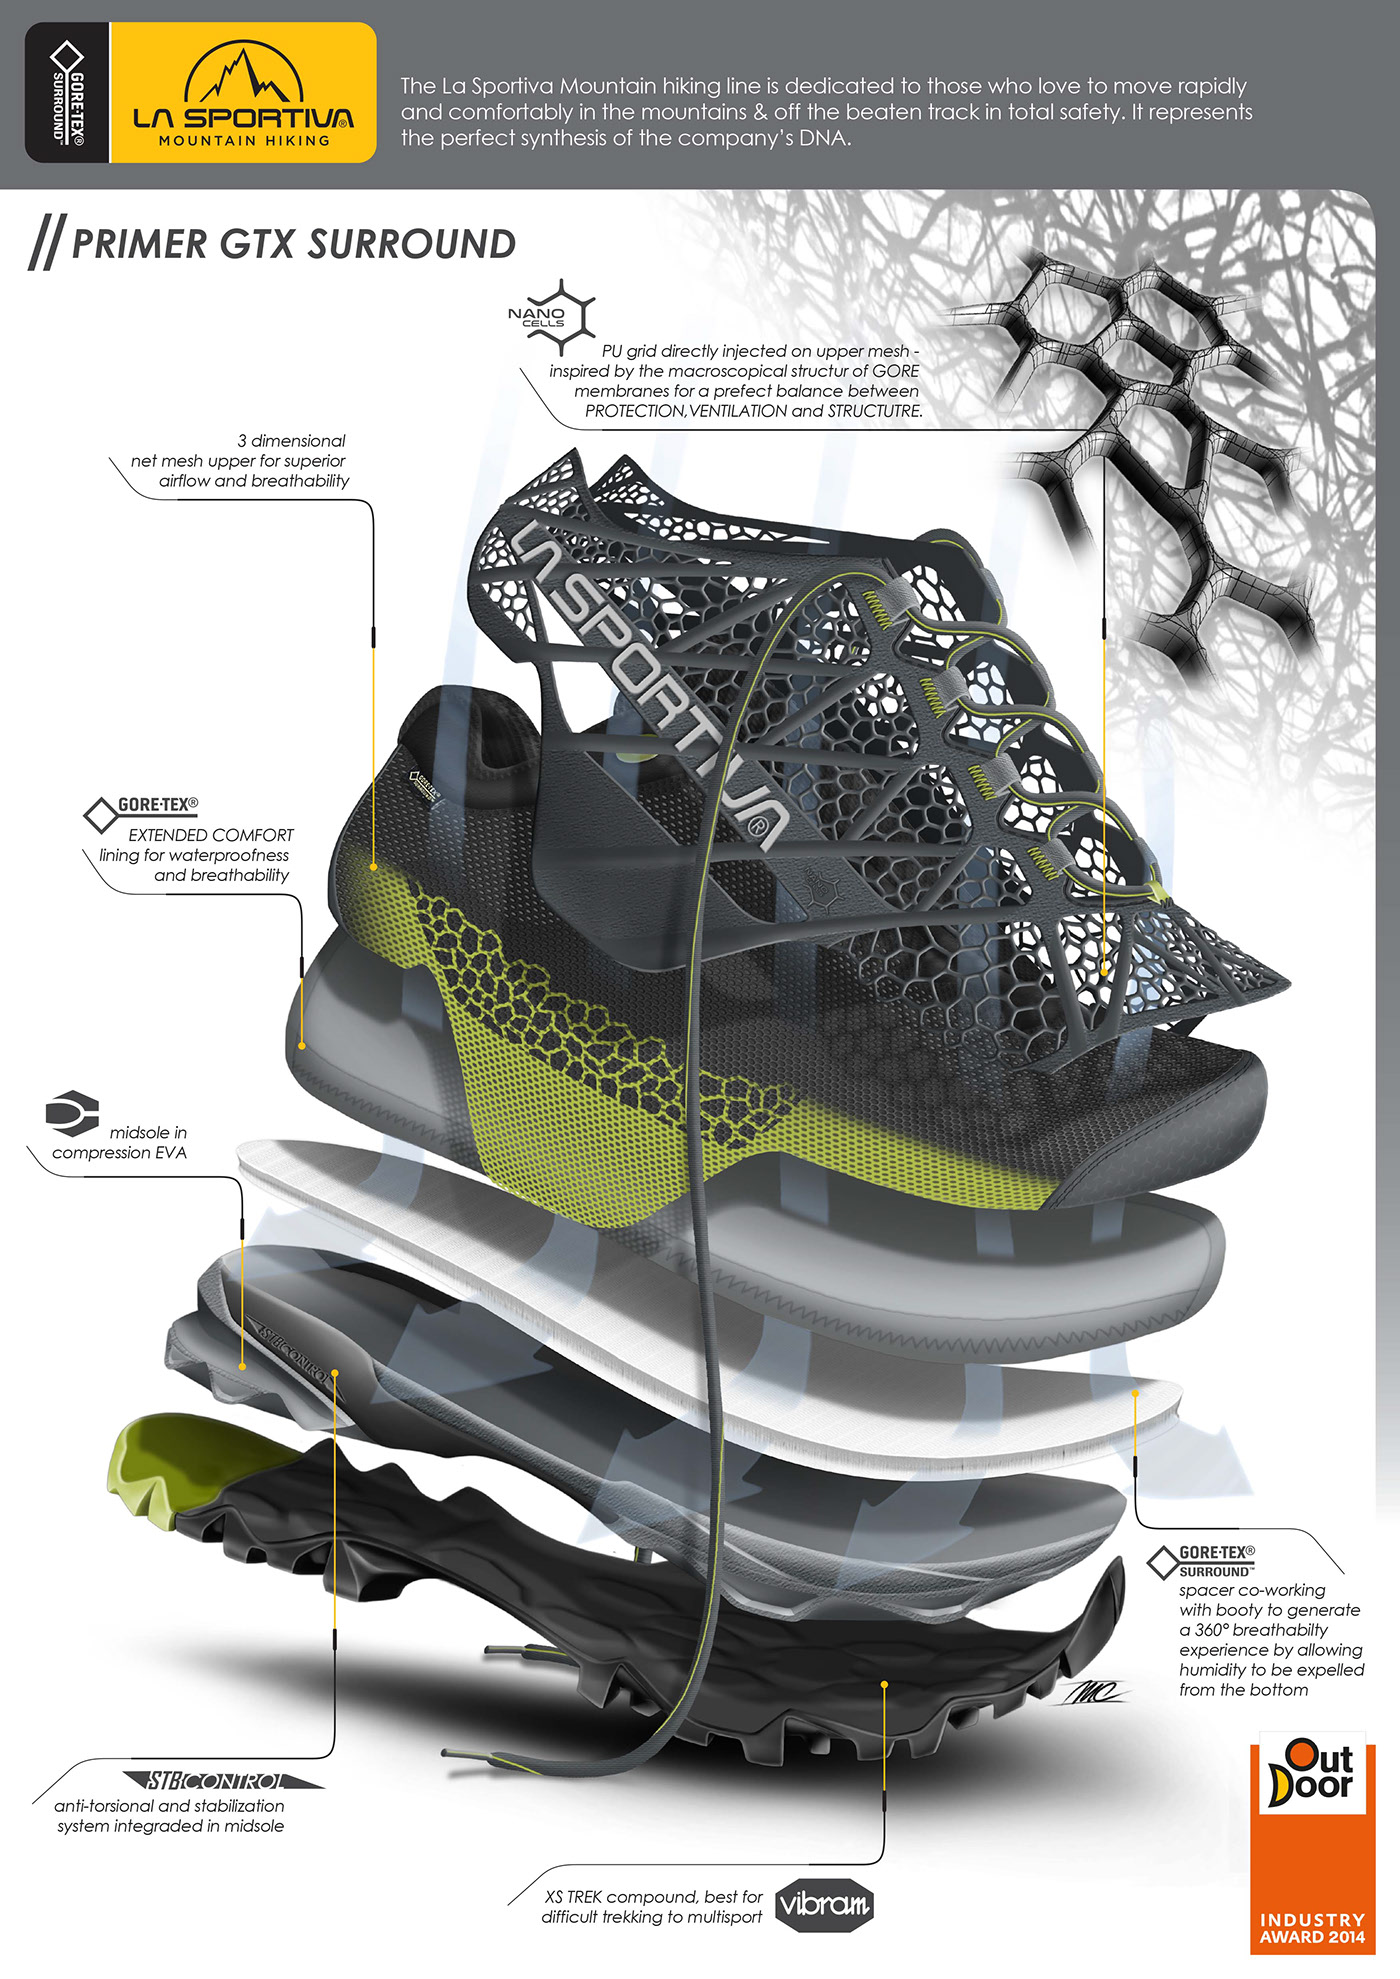 GORE-TEX®
SURROUND™
LA SPORTIVA®
MOUNTAIN HIKING
The La Sportiva Mountain hiking line is dedicated to those who love to move rapidly
and comfortably in the mountains & off the beaten track in total safety. It represents
the perfect synthesis of the company's DNA.
// PRIMER GTX SURROUND
NANO
CELLS
PU grid directly injected on upper mesh -
inspired by the macroscopical structur of GORE
membranes for a prefect balance between
PROTECTION,VENTILATION and STRUCTUTRE.
3 dimensional
net mesh upper for superior
airflow and breathability
LA SPORTIVA®
GORE-TEX®
EXTENDED COMFORT
lining for waterproofness
and breathability
midsole in
compression EVA
STB CONTROL
GORE-TEX®
SURROUND™
spacer co-working
with booty to generate
a 360° breathabilty
experience by allowing
humidity to be expelled
from the bottom
MC
STB CONTROL
anti-torsional and stabilization
system integraded in midsole
XS TREK compound, best for
difficult trekking to multisport
vibram
OutDoor
INDUSTRY
AWARD 2014